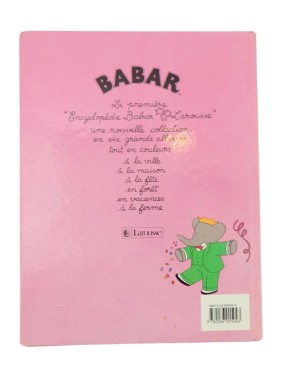 BABAR
La première
"Encyclopédie Babar Larousse"
une nouvelle collection
en six grands albums
tout en couleurs
à la ville
à la maison
à la fête
en forêt
en vacances
à la ferme
Larousse